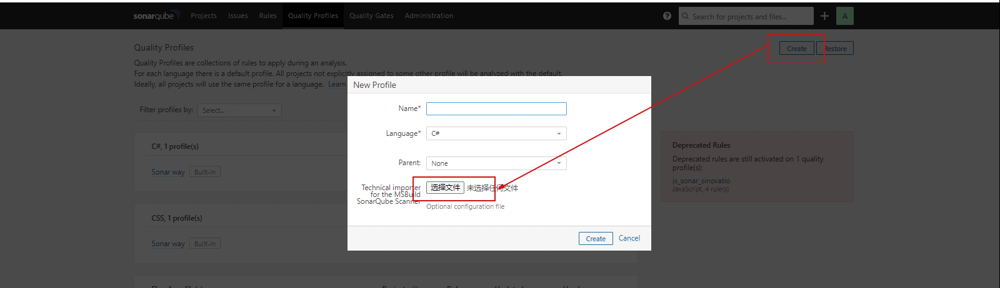 sonarqube Projects Issues Rules Quality Profiles Quality Gates Administration ? Search for projects and files... + A
Quality Profiles Create Restore
Quality Profiles are collections of rules to apply during an analysis.
For each language there is a default profile. All projects not explicitly assigned to some other profile will be analyzed with the default.
Ideally, all projects will use the same profile for a language. Learn
Filter profiles by: Select...
C#, 1 profile(s)
Sonar way Built-in
CSS, 1 profile(s)
Sonar way Built-in
New Profile
Name*
Language* C#
Parent: None
Technical importer
for the MSBuild
SonarQube Scanner
选择文件 未选择任何文件
Optional configuration file
Create Cancel
Deprecated Rules
Deprecated rules are still activated on 1 quality
profile(s):
js_sonar_sinovatio
JavaScript, 4 rule(s)